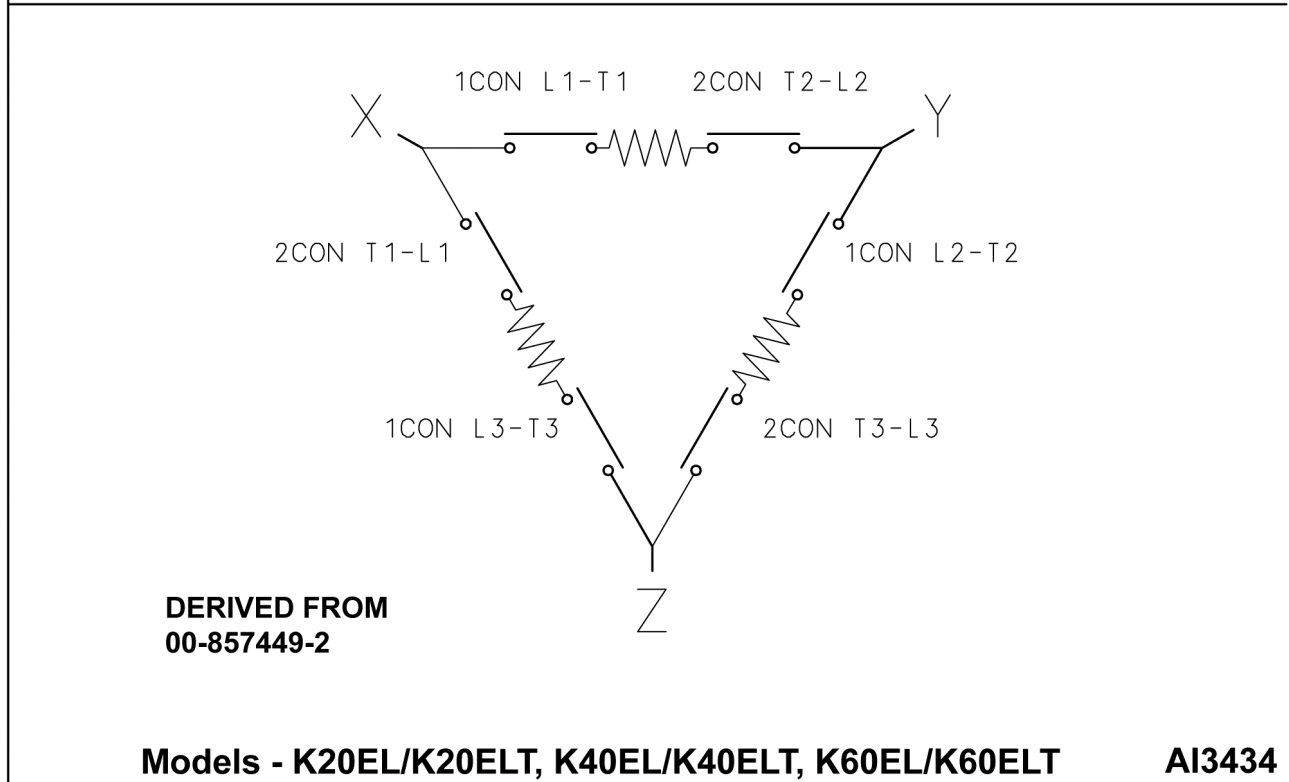 1CON L1-T1 2CON T2-L2
X Y
2CON T1-L1 1CON L2-T2
1CON L3-T3 2CON T3-L3
Z
DERIVED FROM
00-857449-2
Models - K20EL/K20ELT, K40EL/K40ELT, K60EL/K60ELT AI3434